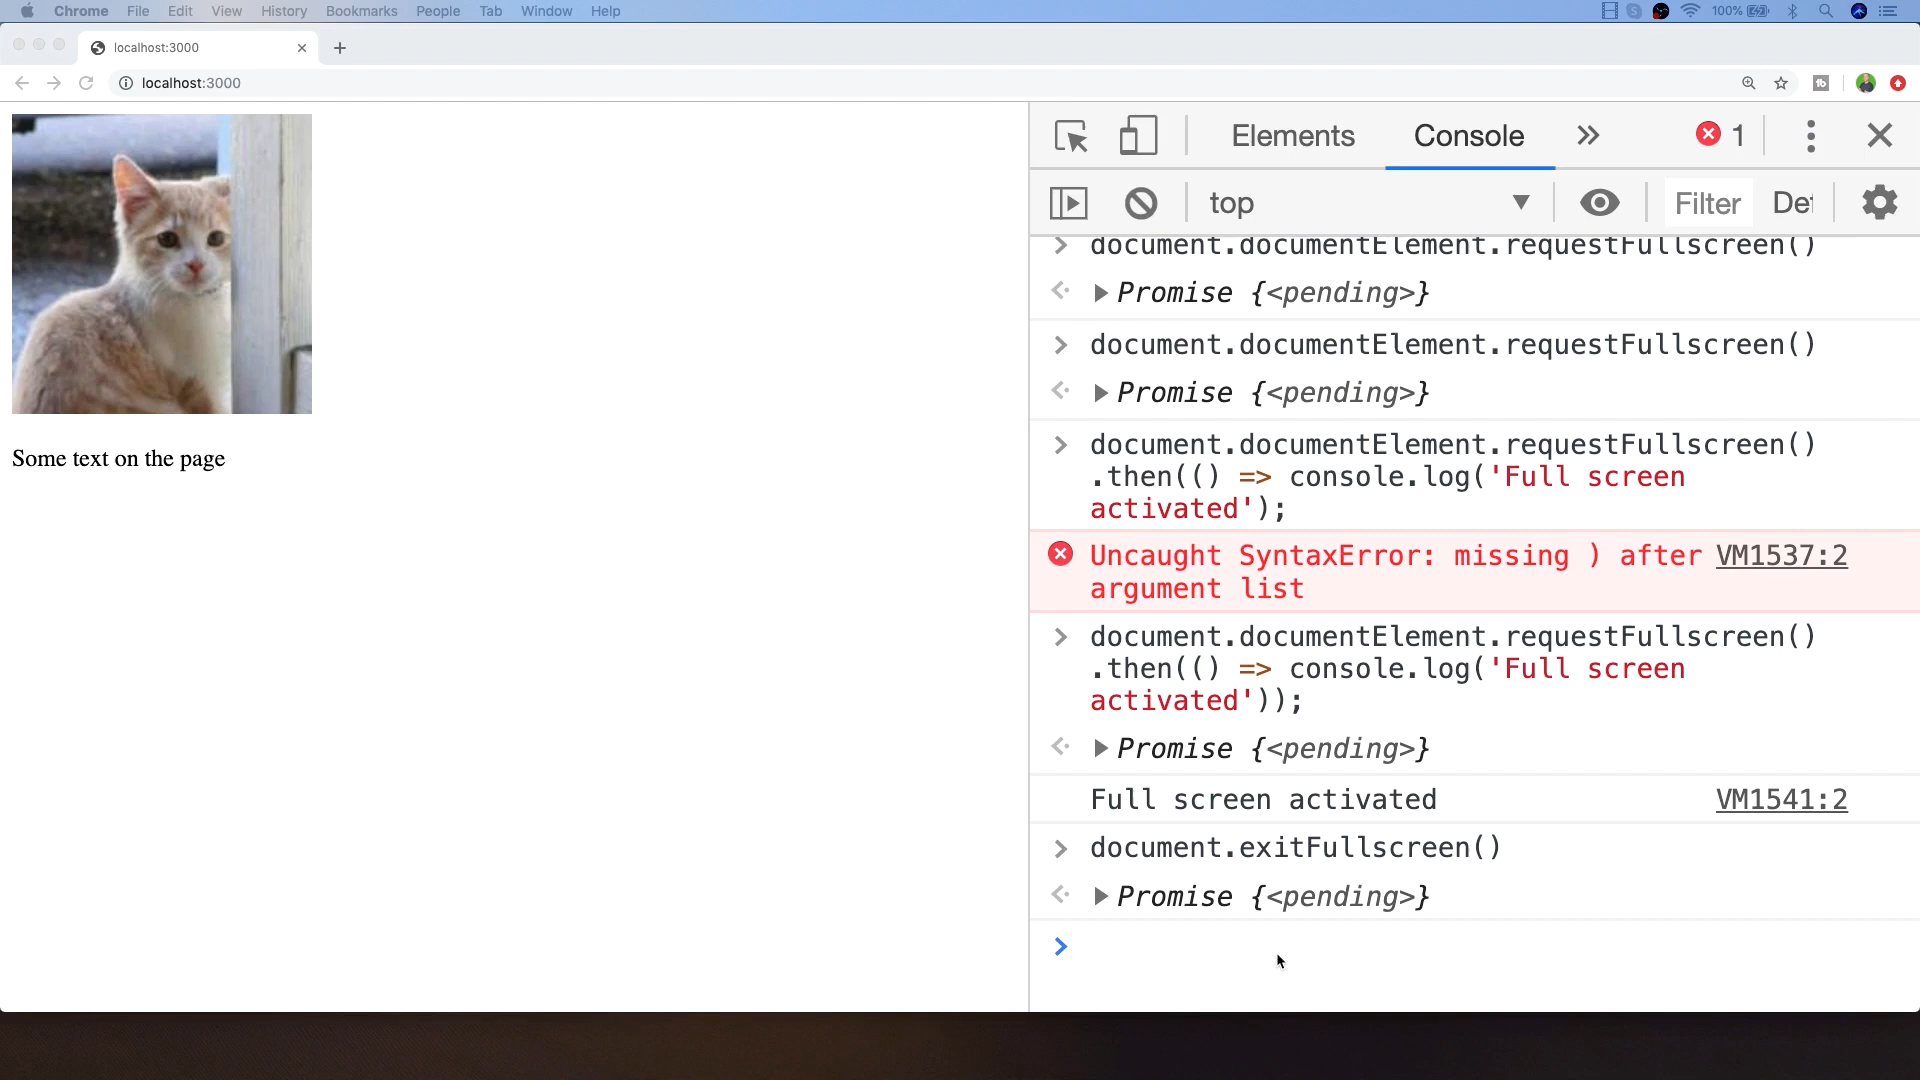 Chrome File Edit View History Bookmarks People Tab Window Help 100%
localhost:3000
localhost:3000
Some text on the page
Elements Console 1
top Filter De
document.documentElement.requestFullscreen()
Promise {<pending>}
document.documentElement.requestFullscreen()
Promise {<pending>}
document.documentElement.requestFullscreen()
.then(() => console.log('Full screen
activated');
Uncaught SyntaxError: missing ) after VM1537:2
argument list
document.documentElement.requestFullscreen()
.then(() => console.log('Full screen
activated'));
Promise {<pending>}
Full screen activated VM1541:2
document.exitFullscreen()
Promise {<pending>}